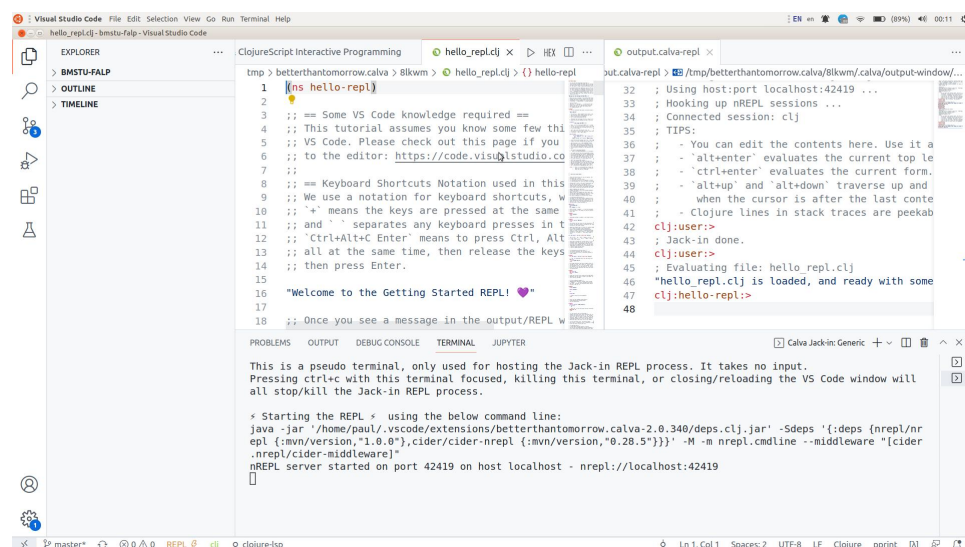 Visual Studio Code File Edit Selection View Go Run Terminal Help
EN en (89%) 00:11
hello_repl.clj - bmstu-falp - Visual Studio Code
EXPLORER
BMSTU-FALP
OUTLINE
TIMELINE
3
1
ClojureScript Interactive Programming hello_repl.clj HEX
tmp > betterthantomorrow.calva > 8lkwm > hello_repl.clj > {} hello-repl
1 (ns hello-repl)
2
3 ;; == Some VS Code knowledge required ==
4 ;; This tutorial assumes you know some few thi
5 ;; VS Code. Please check out this page if you
6 ;; to the editor: https://code.visualstudio.co
7 ;;
8 ;; == Keyboard Shortcuts Notation used in this
9 ;; We use a notation for keyboard shortcuts, w
10 ;; `+` means the keys are pressed at the same
11 ;; and ` ` separates any keyboard presses in t
12 ;; `Ctrl+Alt+C Enter` means to press Ctrl, Alt
13 ;; all at the same time, then release the keys
14 ;; then press Enter.
15
16 "Welcome to the Getting Started REPL! 💜"
17
18 ;; Once you see a message in the output/REPL w
output.calva-repl
out.calva-repl > /tmp/betterthantomorrow.calva/8lkwm/.calva/output-window/...
32 ; Using host:port localhost:42419 ...
33 ; Hooking up nREPL sessions ...
34 ; Connected session: clj
35 ; TIPS:
36 ;   - You can edit the contents here. Use it a
37 ;   - `alt+enter` evaluates the current top le
38 ;   - `ctrl+enter` evaluates the current form.
39 ;   - `alt+up` and `alt+down` traverse up and
40 ;      when the cursor is after the last conte
41 ;   - Clojure lines in stack traces are peekab
42 clj:user:>
43 ; Jack-in done.
44 clj:user:>
45 ; Evaluating file: hello_repl.clj
46 "hello_repl.clj is loaded, and ready with some
47 clj:hello-repl:>
48
PROBLEMS OUTPUT DEBUG CONSOLE TERMINAL JUPYTER Calva Jack-in: Generic
This is a pseudo terminal, only used for hosting the Jack-in REPL process. It takes no input.
Pressing ctrl+c with this terminal focused, killing this terminal, or closing/reloading the VS Code window will
all stop/kill the Jack-in REPL process.
⚡ Starting the REPL ⚡ using the below command line:
java -jar '/home/paul/.vscode/extensions/betterthantomorrow.calva-2.0.340/deps.clj.jar' -Sdeps '{:deps {nrepl/nr
epl {:mvn/version,"1.0.0"},cider/cider-nrepl {:mvn/version,"0.28.5"}}}' -M -m nrepl.cmdline --middleware "[cider
.nrepl/cider-middleware]"
nREPL server started on port 42419 on host localhost - nrepl://localhost:42419
master* 0 0 REPL clj clojure-lsp Ln 1, Col 1 Spaces: 2 UTF-8 LF Clojure pprint